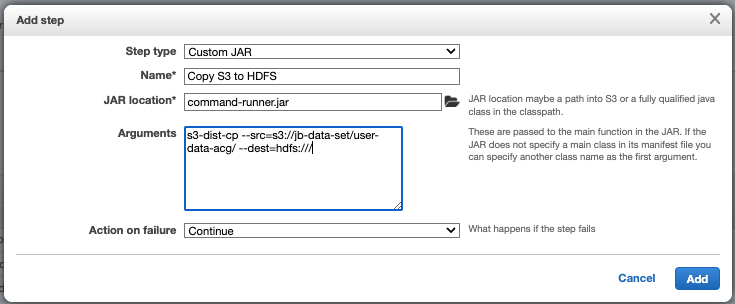 Add step
Step type Custom JAR
Name* Copy S3 to HDFS
JAR location* command-runner.jar
JAR location maybe a path into S3 or a fully qualified java
class in the classpath.
Arguments
s3-dist-cp --src=s3://jb-data-set/user-
data-acg/ --dest=hdfs:///
These are passed to the main function in the JAR. If the
JAR does not specify a main class in its manifest file you
can specify another class name as the first argument.
Action on failure Continue
What happens if the step fails
Cancel Add